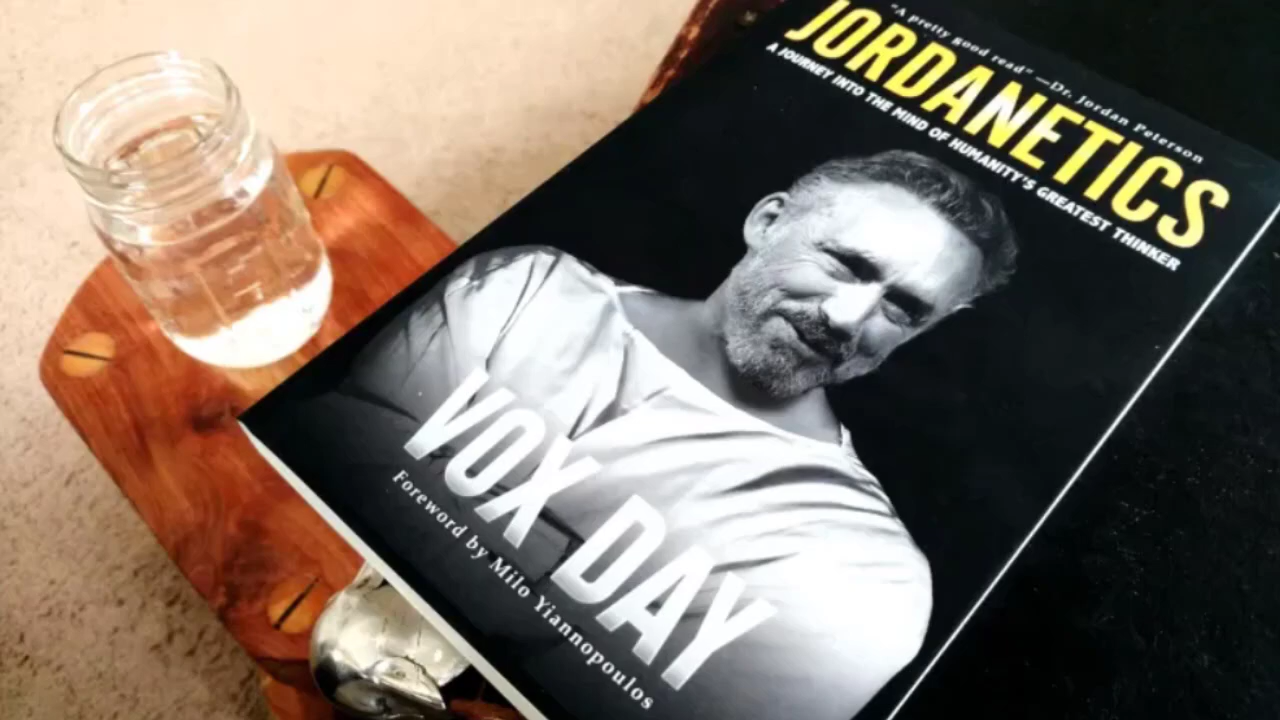 "A pretty good read" —Dr. Jordan Peterson
JORDANETICS
A JOURNEY INTO THE MIND OF HUMANITY'S GREATEST THINKER
VOX DAY
Foreword by Milo Yiannopoulos